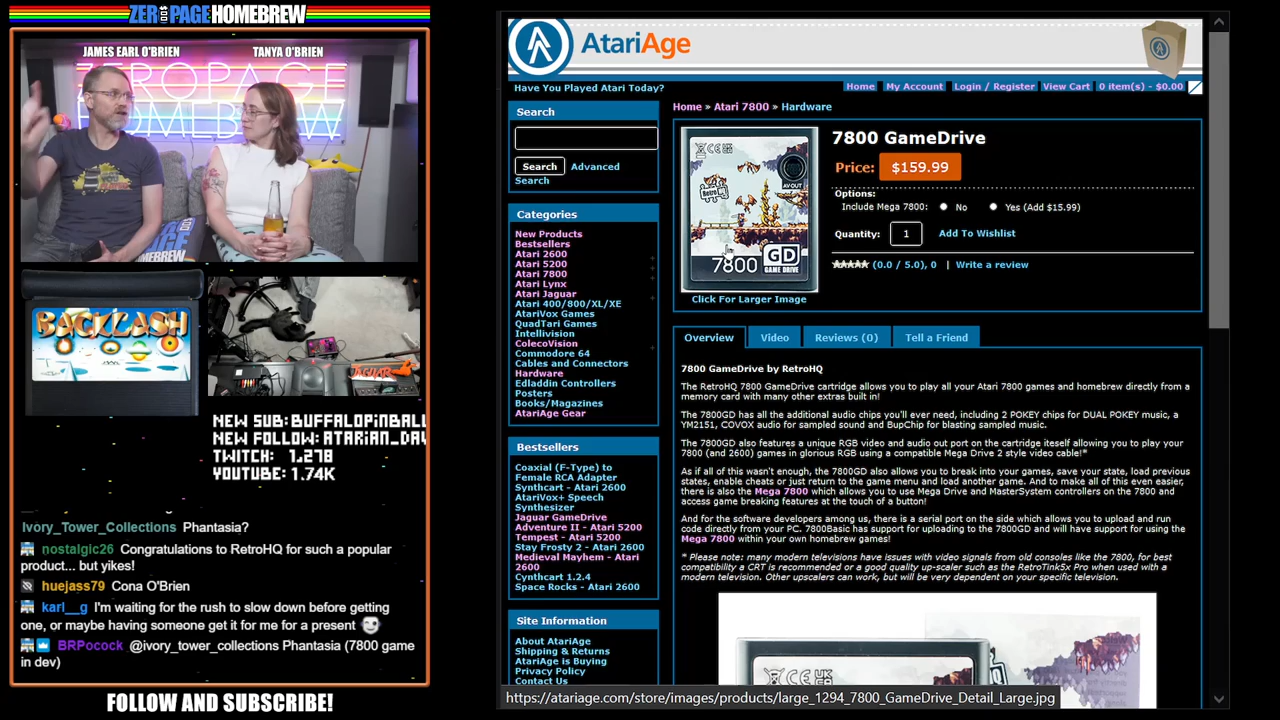 ZERO PAGE HOMEBREW
JAMES EARL O'BRIEN
TANYA O'BRIEN
ZEROPAGE
HOMEBREW
BACKLASH
JAGUAR
NEW SUB: BUFFALOPINBALL
NEW FOLLOW: ATARIAN_DAY
TWITCH: 1,278
YOUTUBE: 1.74K
Ivory_Tower_Collections Phantasia?
nostalgic26 Congratulations to RetroHQ for such a popular
product... but yikes!
huejass79 Cona O'Brien
karl__g I'm waiting for the rush to slow down before getting
one, or maybe having someone get it for me for a present
BRPocock @ivory_tower_collections Phantasia (7800 game
in dev)
FOLLOW AND SUBSCRIBE!
AtariAge
Have You Played Atari Today?
Home My Account Login / Register View Cart 0 item(s) - $0.00
Search
Search Advanced
Search
Categories
New Products
Bestsellers
Atari 2600
Atari 5200
Atari 7800
Atari Lynx
Atari Jaguar
Atari 400/800/XL/XE
AtariVox Games
QuadTari Games
Intellivision
ColecoVision
Commodore 64
Cables and Connectors
Hardware
Edladdin Controllers
Posters
Books/Magazines
AtariAge Gear
Bestsellers
Coaxial (F-Type) to
Female RCA Adapter
Synthcart - Atari 2600
AtariVox+ Speech
Synthesizer
Jaguar GameDrive
Adventure II - Atari 5200
Tempest - Atari 5200
Stay Frosty 2 - Atari 2600
Medieval Mayhem - Atari
2600
Cynthcart 1.2.4
Space Rocks - Atari 2600
Site Information
About AtariAge
Shipping & Returns
AtariAge is Buying
Privacy Policy
Contact Us
Home » Atari 7800 » Hardware
AV OUT
7800
GD
GAME DRIVE
Click For Larger Image
7800 GameDrive
Price: $159.99
Options:
Include Mega 7800: No Yes (Add $15.99)
Quantity: 1 Add To Wishlist
(0.0 / 5.0), 0 | Write a review
Overview Video Reviews (0) Tell a Friend
7800 GameDrive by RetroHQ
The RetroHQ 7800 GameDrive cartridge allows you to play all your Atari 7800 games and homebrew directly from a
memory card with many other extras built in!
The 7800GD has all the additional audio chips you'll ever need, including 2 POKEY chips for DUAL POKEY music, a
YM2151, COVOX audio for sampled sound and BupChip for blasting sampled music.
The 7800GD also features a unique RGB video and audio out port on the cartridge iteself allowing you to play your
7800 (and 2600) games in glorious RGB using a compatible Mega Drive 2 style video cable!*
As if all of this wasn't enough, the 7800GD also allows you to break into your games, save your state, load previous
states, enable cheats or just return to the game menu and load another game. And to make all of this even easier,
there is also the Mega 7800 which allows you to use Mega Drive and MasterSystem controllers on the 7800 and
access game breaking features at the touch of a button!
And for the software developers among us, there is a serial port on the side which allows you to upload and run
code directly from your PC. 7800Basic has support for uploading to the 7800GD and will have support for using the
Mega 7800 within your own homebrew games!
* Please note: many modern televisions have issues with video signals from old consoles like the 7800, for best
compatibility a CRT is recommended or a good quality up-scaler such as the RetroTink5x Pro when used with a
modern television. Other upscalers can work, but will be very dependent on your specific television.
https://atariage.com/store/images/products/large_1294_7800_GameDrive_Detail_Large.jpg